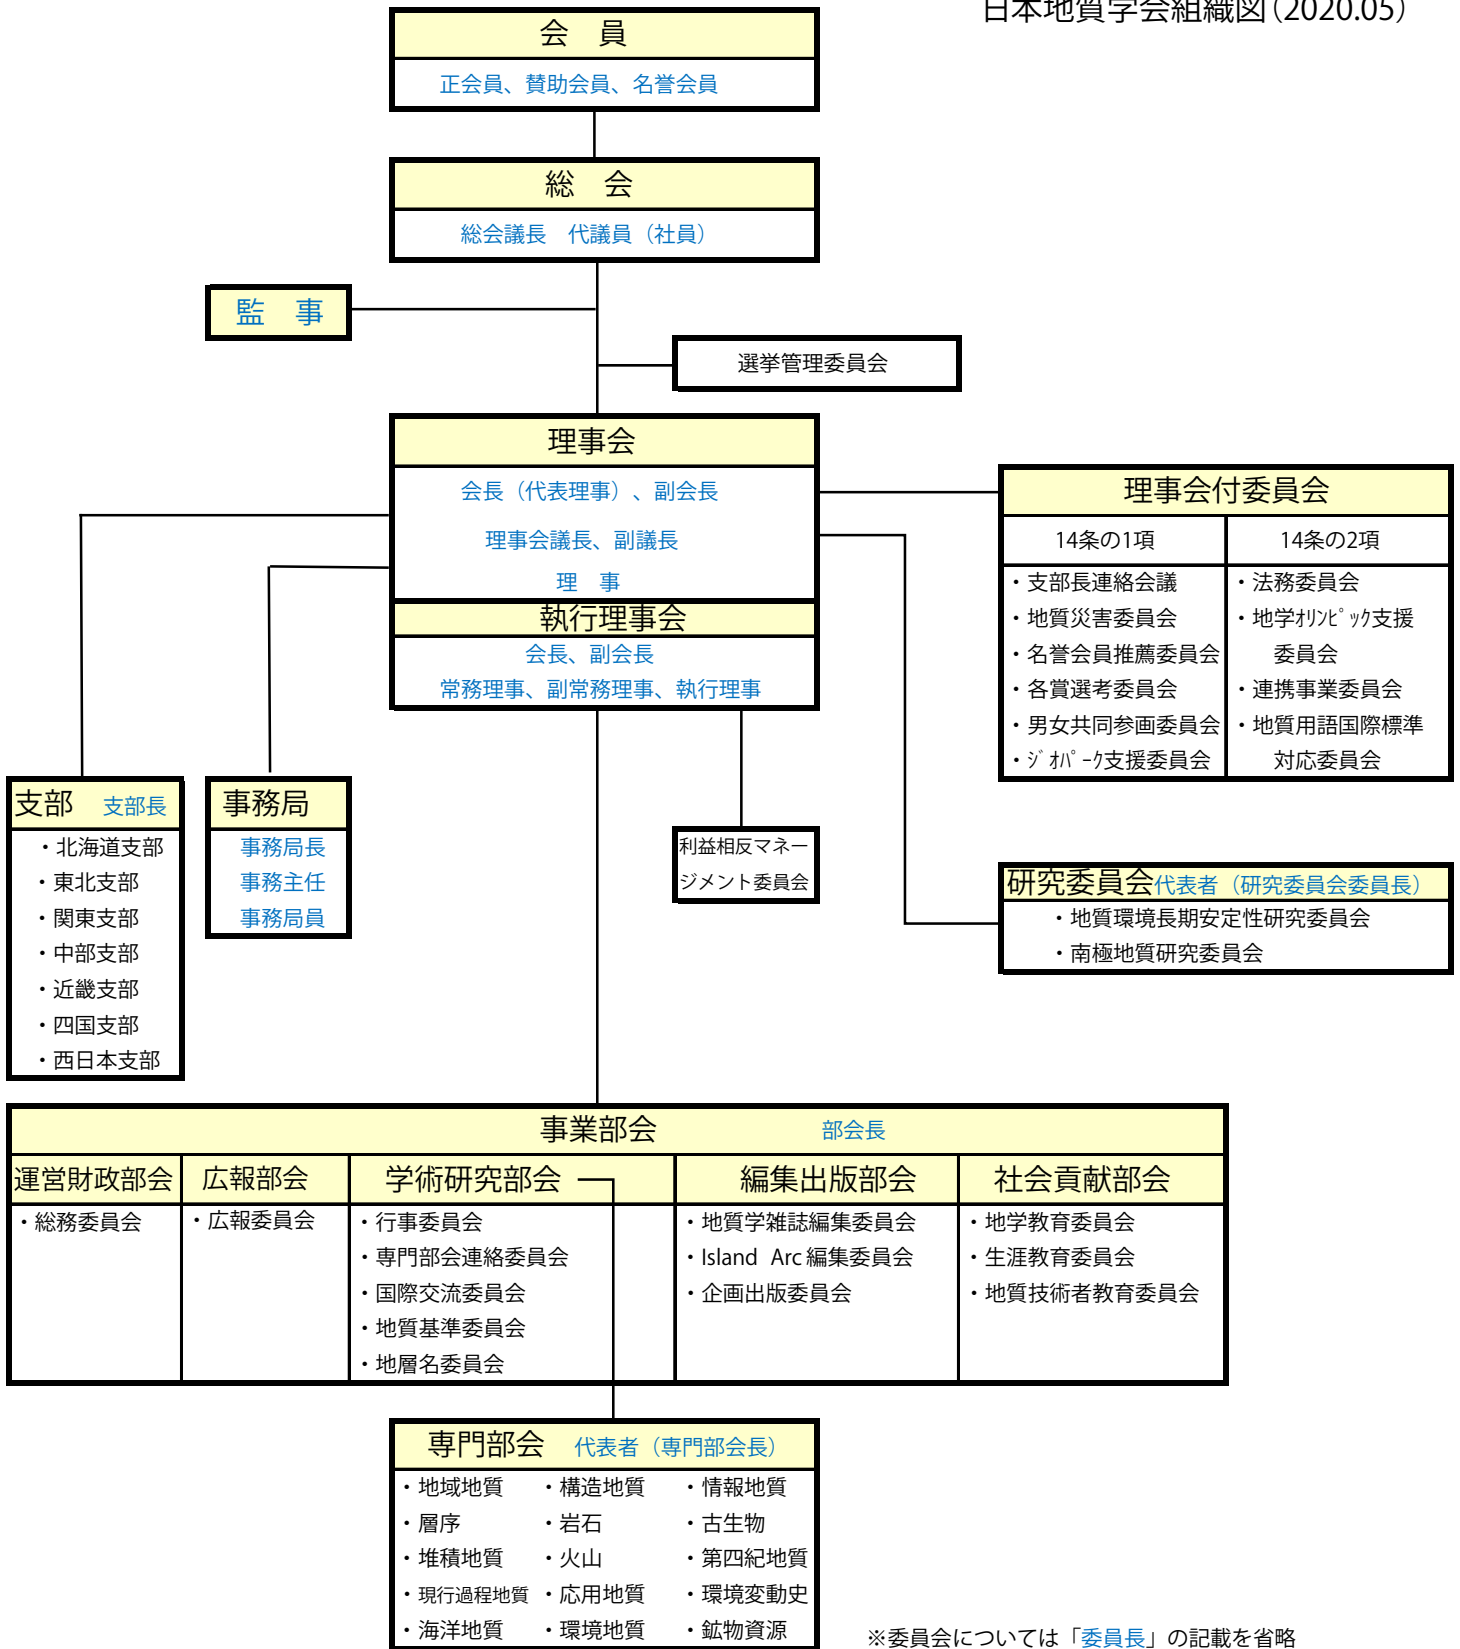 日本地質学会組織図（2020.05）
会　員
正会員、賛助会員、名誉会員
総　会
総会議長　代議員（社員）
監　事
選挙管理委員会
理事会
会長（代表理事）、副会長
理事会議長、副議長
理　事
執行理事会
会長、副会長
常務理事、副常務理事、執行理事
理事会付委員会
14条の1項
・支部長連絡会議
・地質災害委員会
・名誉会員推薦委員会
・各賞選考委員会
・男女共同参画委員会
・ｼﾞｵﾊﾟｰｸ支援委員会
14条の2項
・法務委員会
・地学ｵﾘﾝﾋﾟｯｸ支援
委員会
・連携事業委員会
・地質用語国際標準
対応委員会
支部　支部長
・北海道支部
・東北支部
・関東支部
・中部支部
・近畿支部
・四国支部
・西日本支部
事務局
事務局長
事務主任
事務局員
利益相反マネー
ジメント委員会
研究委員会代表者（研究委員会委員長）
・地質環境長期安定性研究委員会
・南極地質研究委員会
事業部会　部会長
運営財政部会
・総務委員会
広報部会
・広報委員会
学術研究部会
・行事委員会
・専門部会連絡委員会
・国際交流委員会
・地質基準委員会
・地層名委員会
編集出版部会
・地質学雑誌編集委員会
・Island Arc 編集委員会
・企画出版委員会
社会貢献部会
・地学教育委員会
・生涯教育委員会
・地質技術者教育委員会
専門部会　代表者（専門部会長）
・地域地質　・構造地質　・情報地質
・層序　・岩石　・古生物
・堆積地質　・火山　・第四紀地質
・現行過程地質　・応用地質　・環境変動史
・海洋地質　・環境地質　・鉱物資源
※委員会については「委員長」の記載を省略